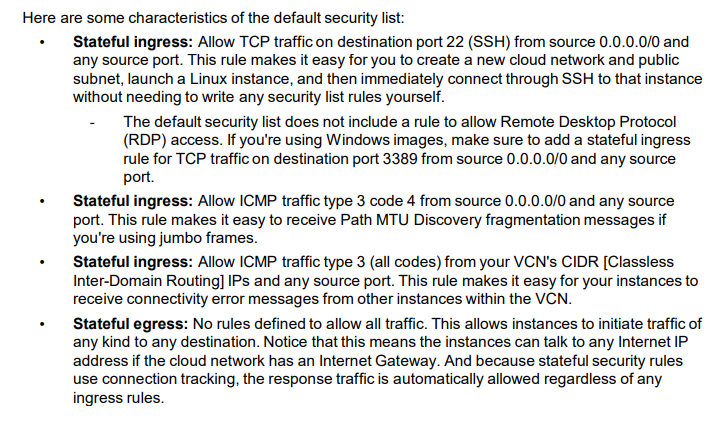 Here are some characteristics of the default security list:
• Stateful ingress: Allow TCP traffic on destination port 22 (SSH) from source 0.0.0.0/0 and
any source port. This rule makes it easy for you to create a new cloud network and public
subnet, launch a Linux instance, and then immediately connect through SSH to that instance
without needing to write any security list rules yourself.
- The default security list does not include a rule to allow Remote Desktop Protocol
(RDP) access. If you're using Windows images, make sure to add a stateful ingress
rule for TCP traffic on destination port 3389 from source 0.0.0.0/0 and any source
port.
• Stateful ingress: Allow ICMP traffic type 3 code 4 from source 0.0.0.0/0 and any source
port. This rule makes it easy to receive Path MTU Discovery fragmentation messages if
you're using jumbo frames.
• Stateful ingress: Allow ICMP traffic type 3 (all codes) from your VCN's CIDR [Classless
Inter-Domain Routing] IPs and any source port. This rule makes it easy for your instances to
receive connectivity error messages from other instances within the VCN.
• Stateful egress: No rules defined to allow all traffic. This allows instances to initiate traffic of
any kind to any destination. Notice that this means the instances can talk to any Internet IP
address if the cloud network has an Internet Gateway. And because stateful security rules
use connection tracking, the response traffic is automatically allowed regardless of any
ingress rules.